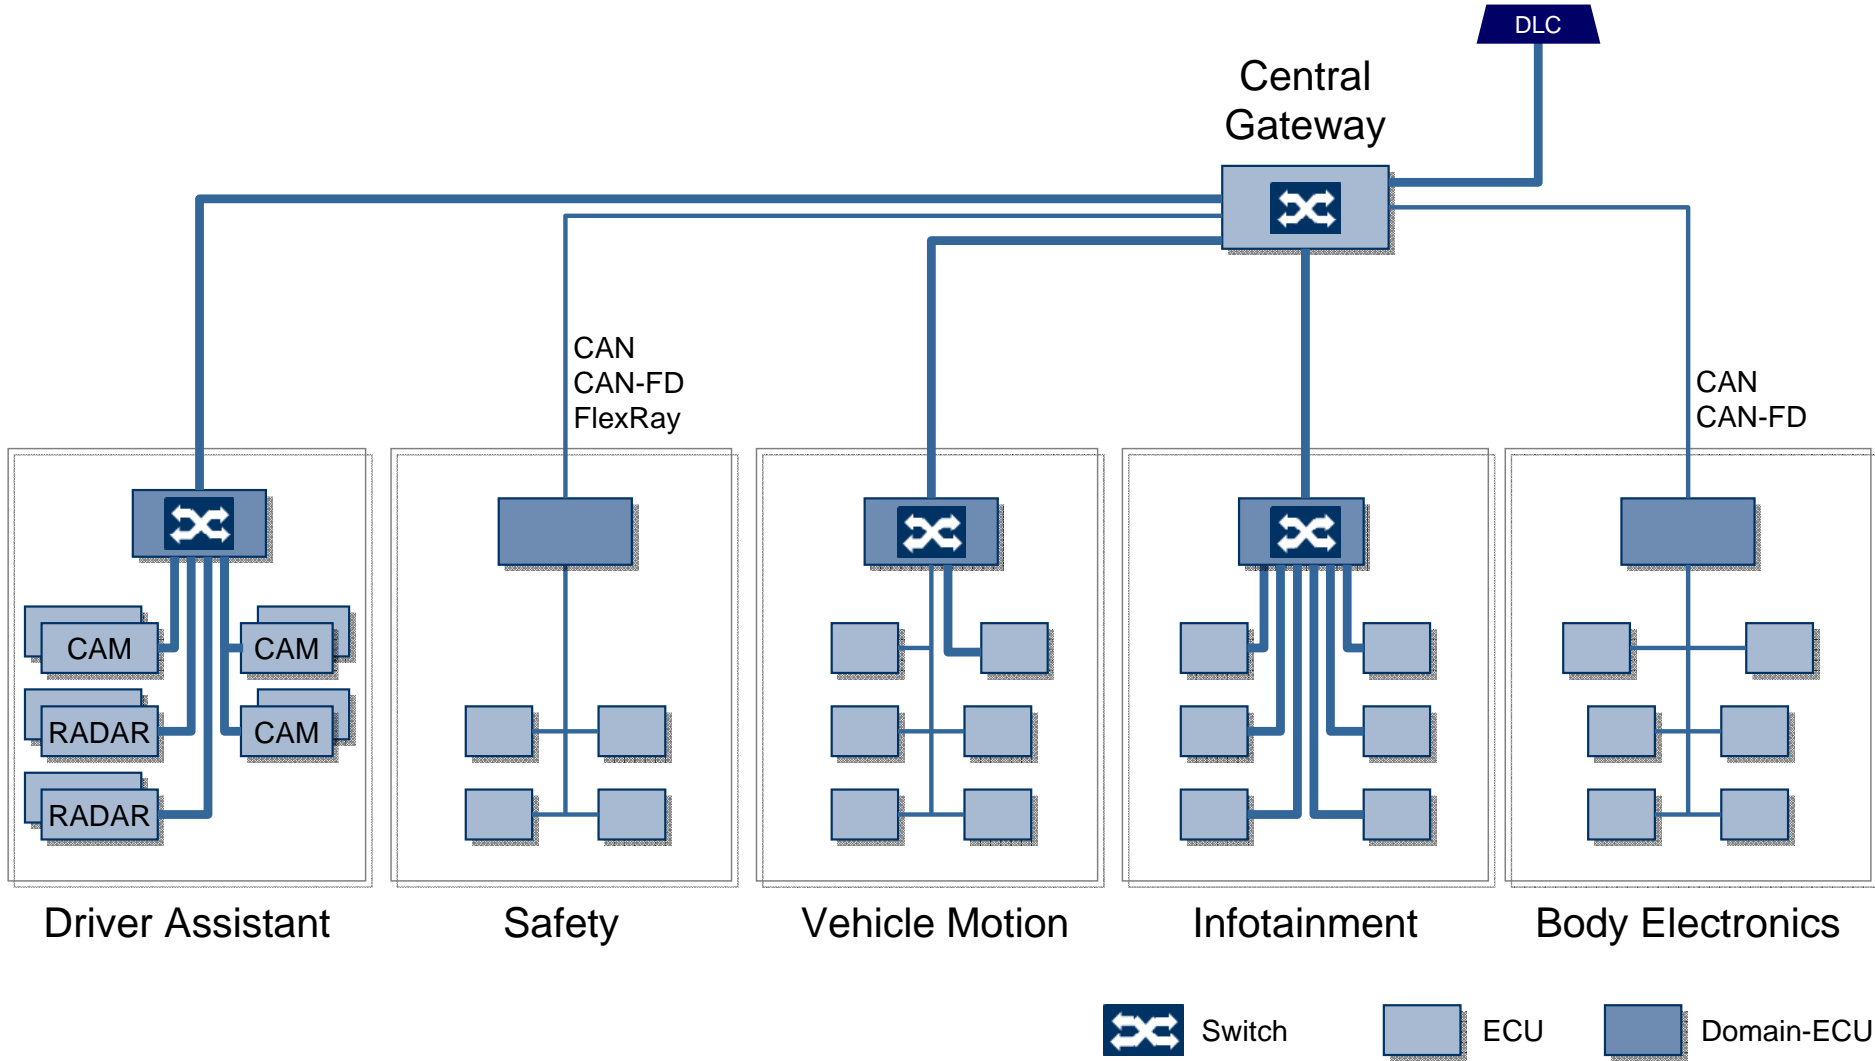 DLC
Central
Gateway
CAN
CAN-FD
FlexRay
CAN
CAN-FD
CAM
CAM
RADAR
CAM
RADAR
Driver Assistant
Safety
Vehicle Motion
Infotainment
Body Electronics
Switch
ECU
Domain-ECU